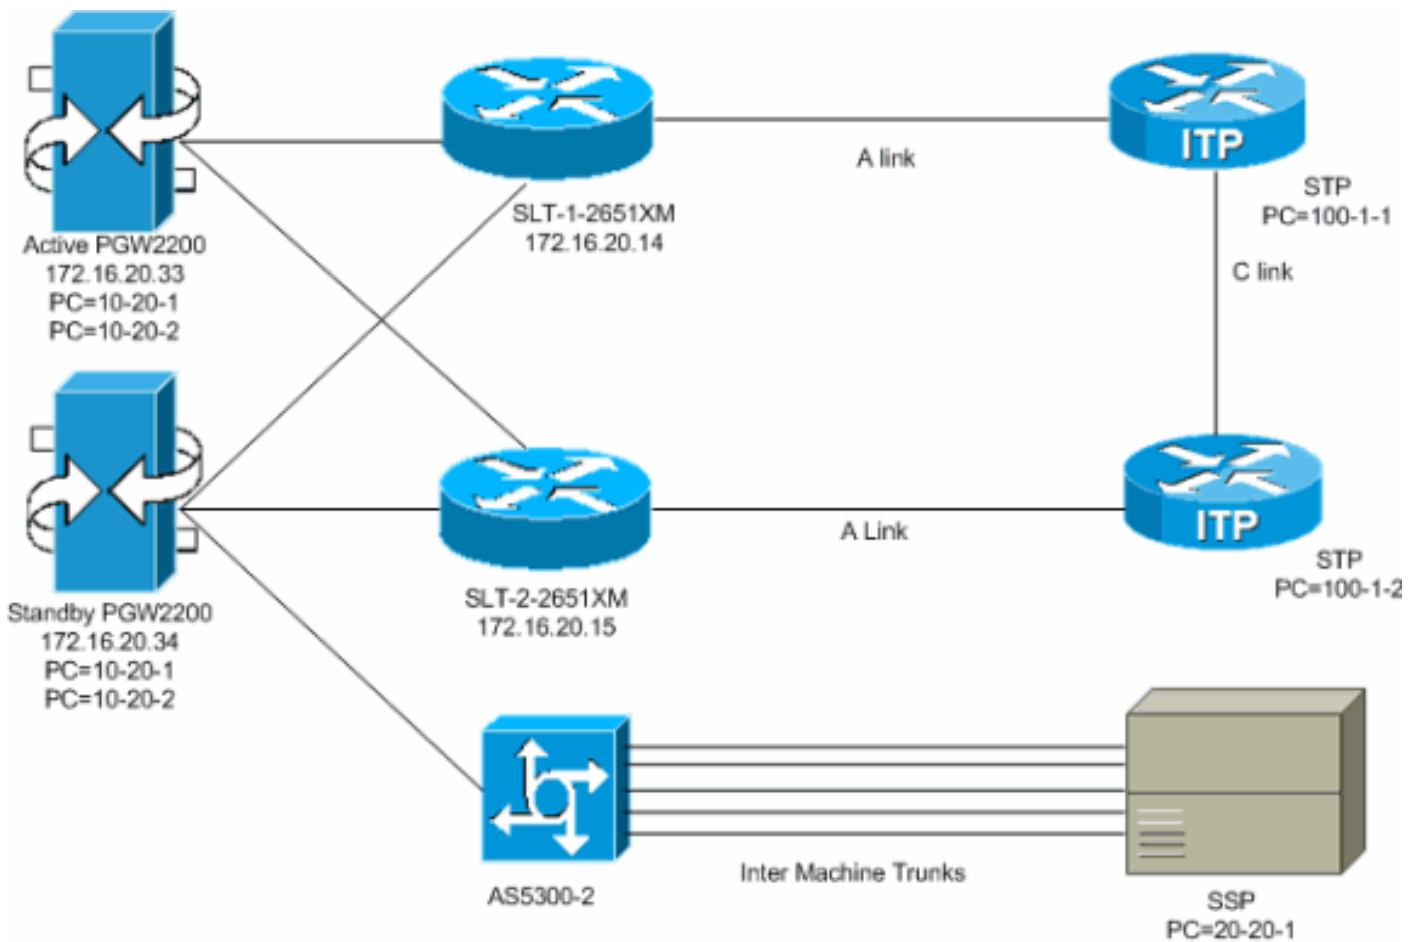 ITP
A link
STP
PC=100-1-1
SLT-1-2651XM
172.16.20.14
Active PGW2200
172.16.20.33
PC=10-20-1
PC=10-20-2
C link
ITP
A Link
STP
PC=100-1-2
SLT-2-2651XM
172.16.20.15
Standby PGW2200
172.16.20.34
PC=10-20-1
PC=10-20-2
Inter Machine Trunks
AS5300-2
SSP
PC=20-20-1